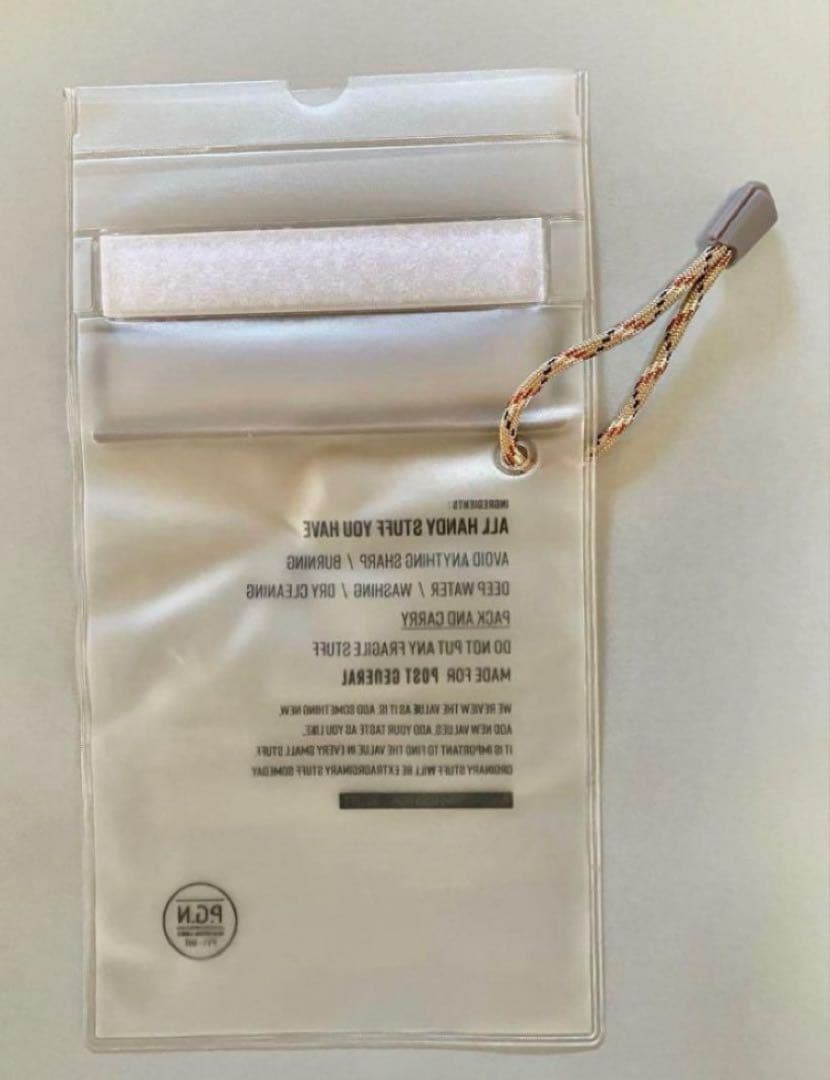 INGREDIENTS:
ALL HANDY STUFF YOU HAVE
AVOID ANYTHING SHARP / BURNING
DEEP WATER / WASHING / DRY CLEANING
PACK AND CARRY
DO NOT PUT ANY FRAGILE STUFF
MADE FOR POST GENERAL
WE REVIEW THE VALUE AS IT IS, ADD SOMETHING NEW,
ADD NEW VALUES, ADD YOUR TASTE AS YOU LIKE.
IT IS IMPORTANT TO FIND THE VALUE IN EVERY SMALL STUFF.
ORDINARY STUFF WILL BE EXTRAORDINARY STUFF SOMEDAY
P.G.N